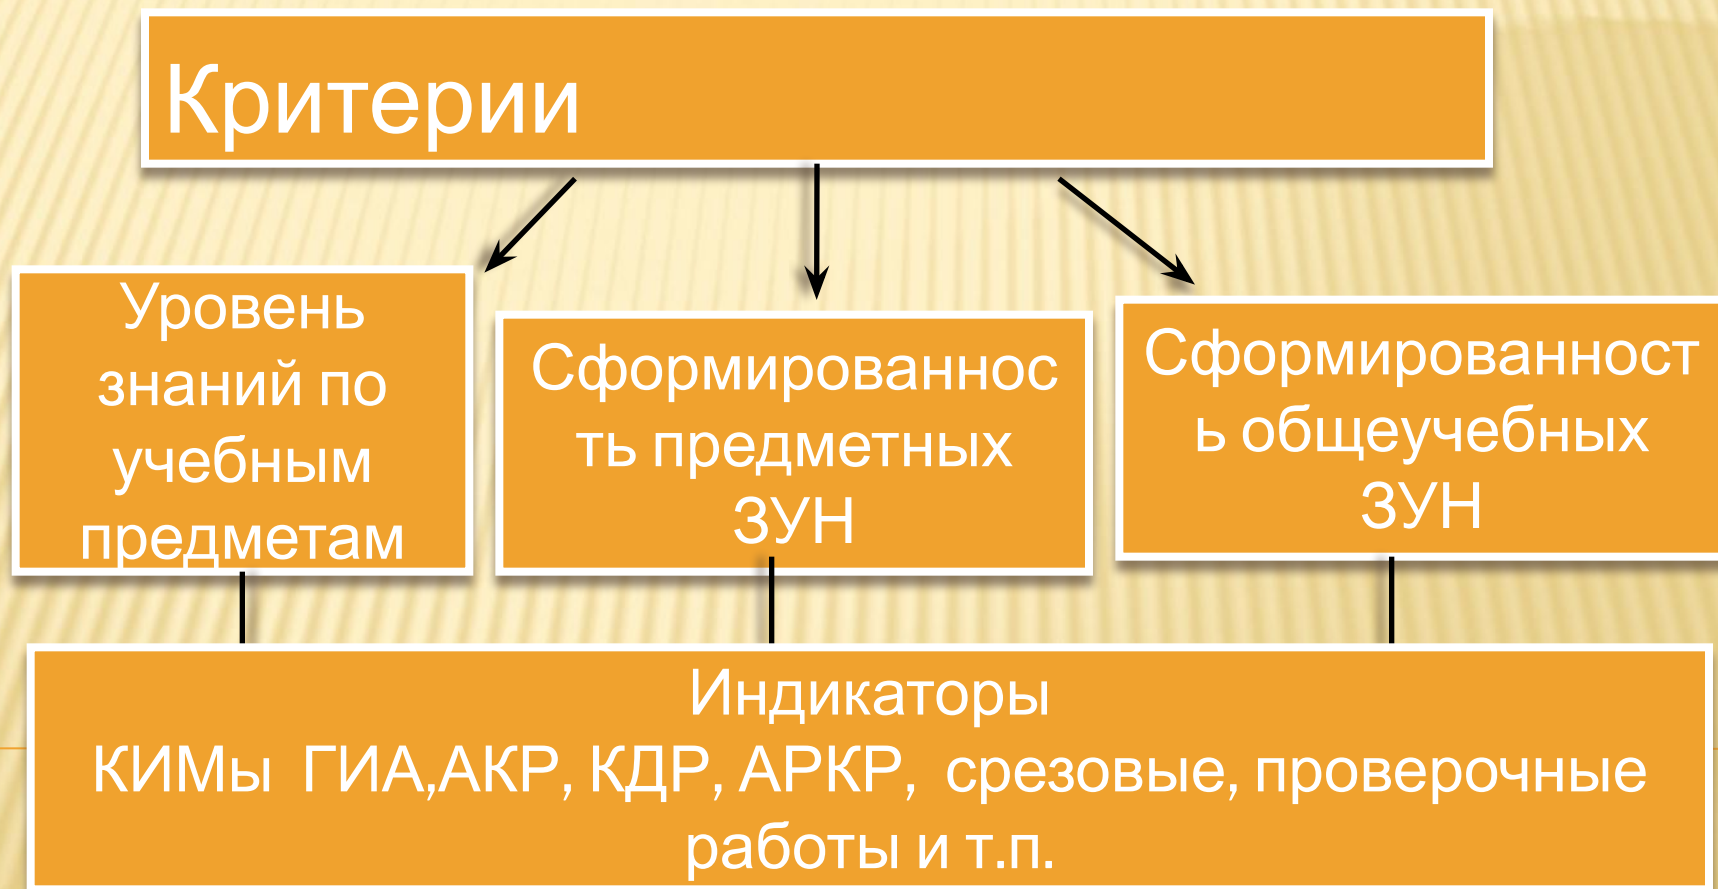 Критерии
Уровень
знаний по
учебным
предметам
Сформированнос
ть предметных
ЗУН
Сформированност
ь общеучебных
ЗУН
Индикаторы
КИМы  ГИА,АКР, КДР, АРКР,  срезовые, проверочные
работы и т.п.